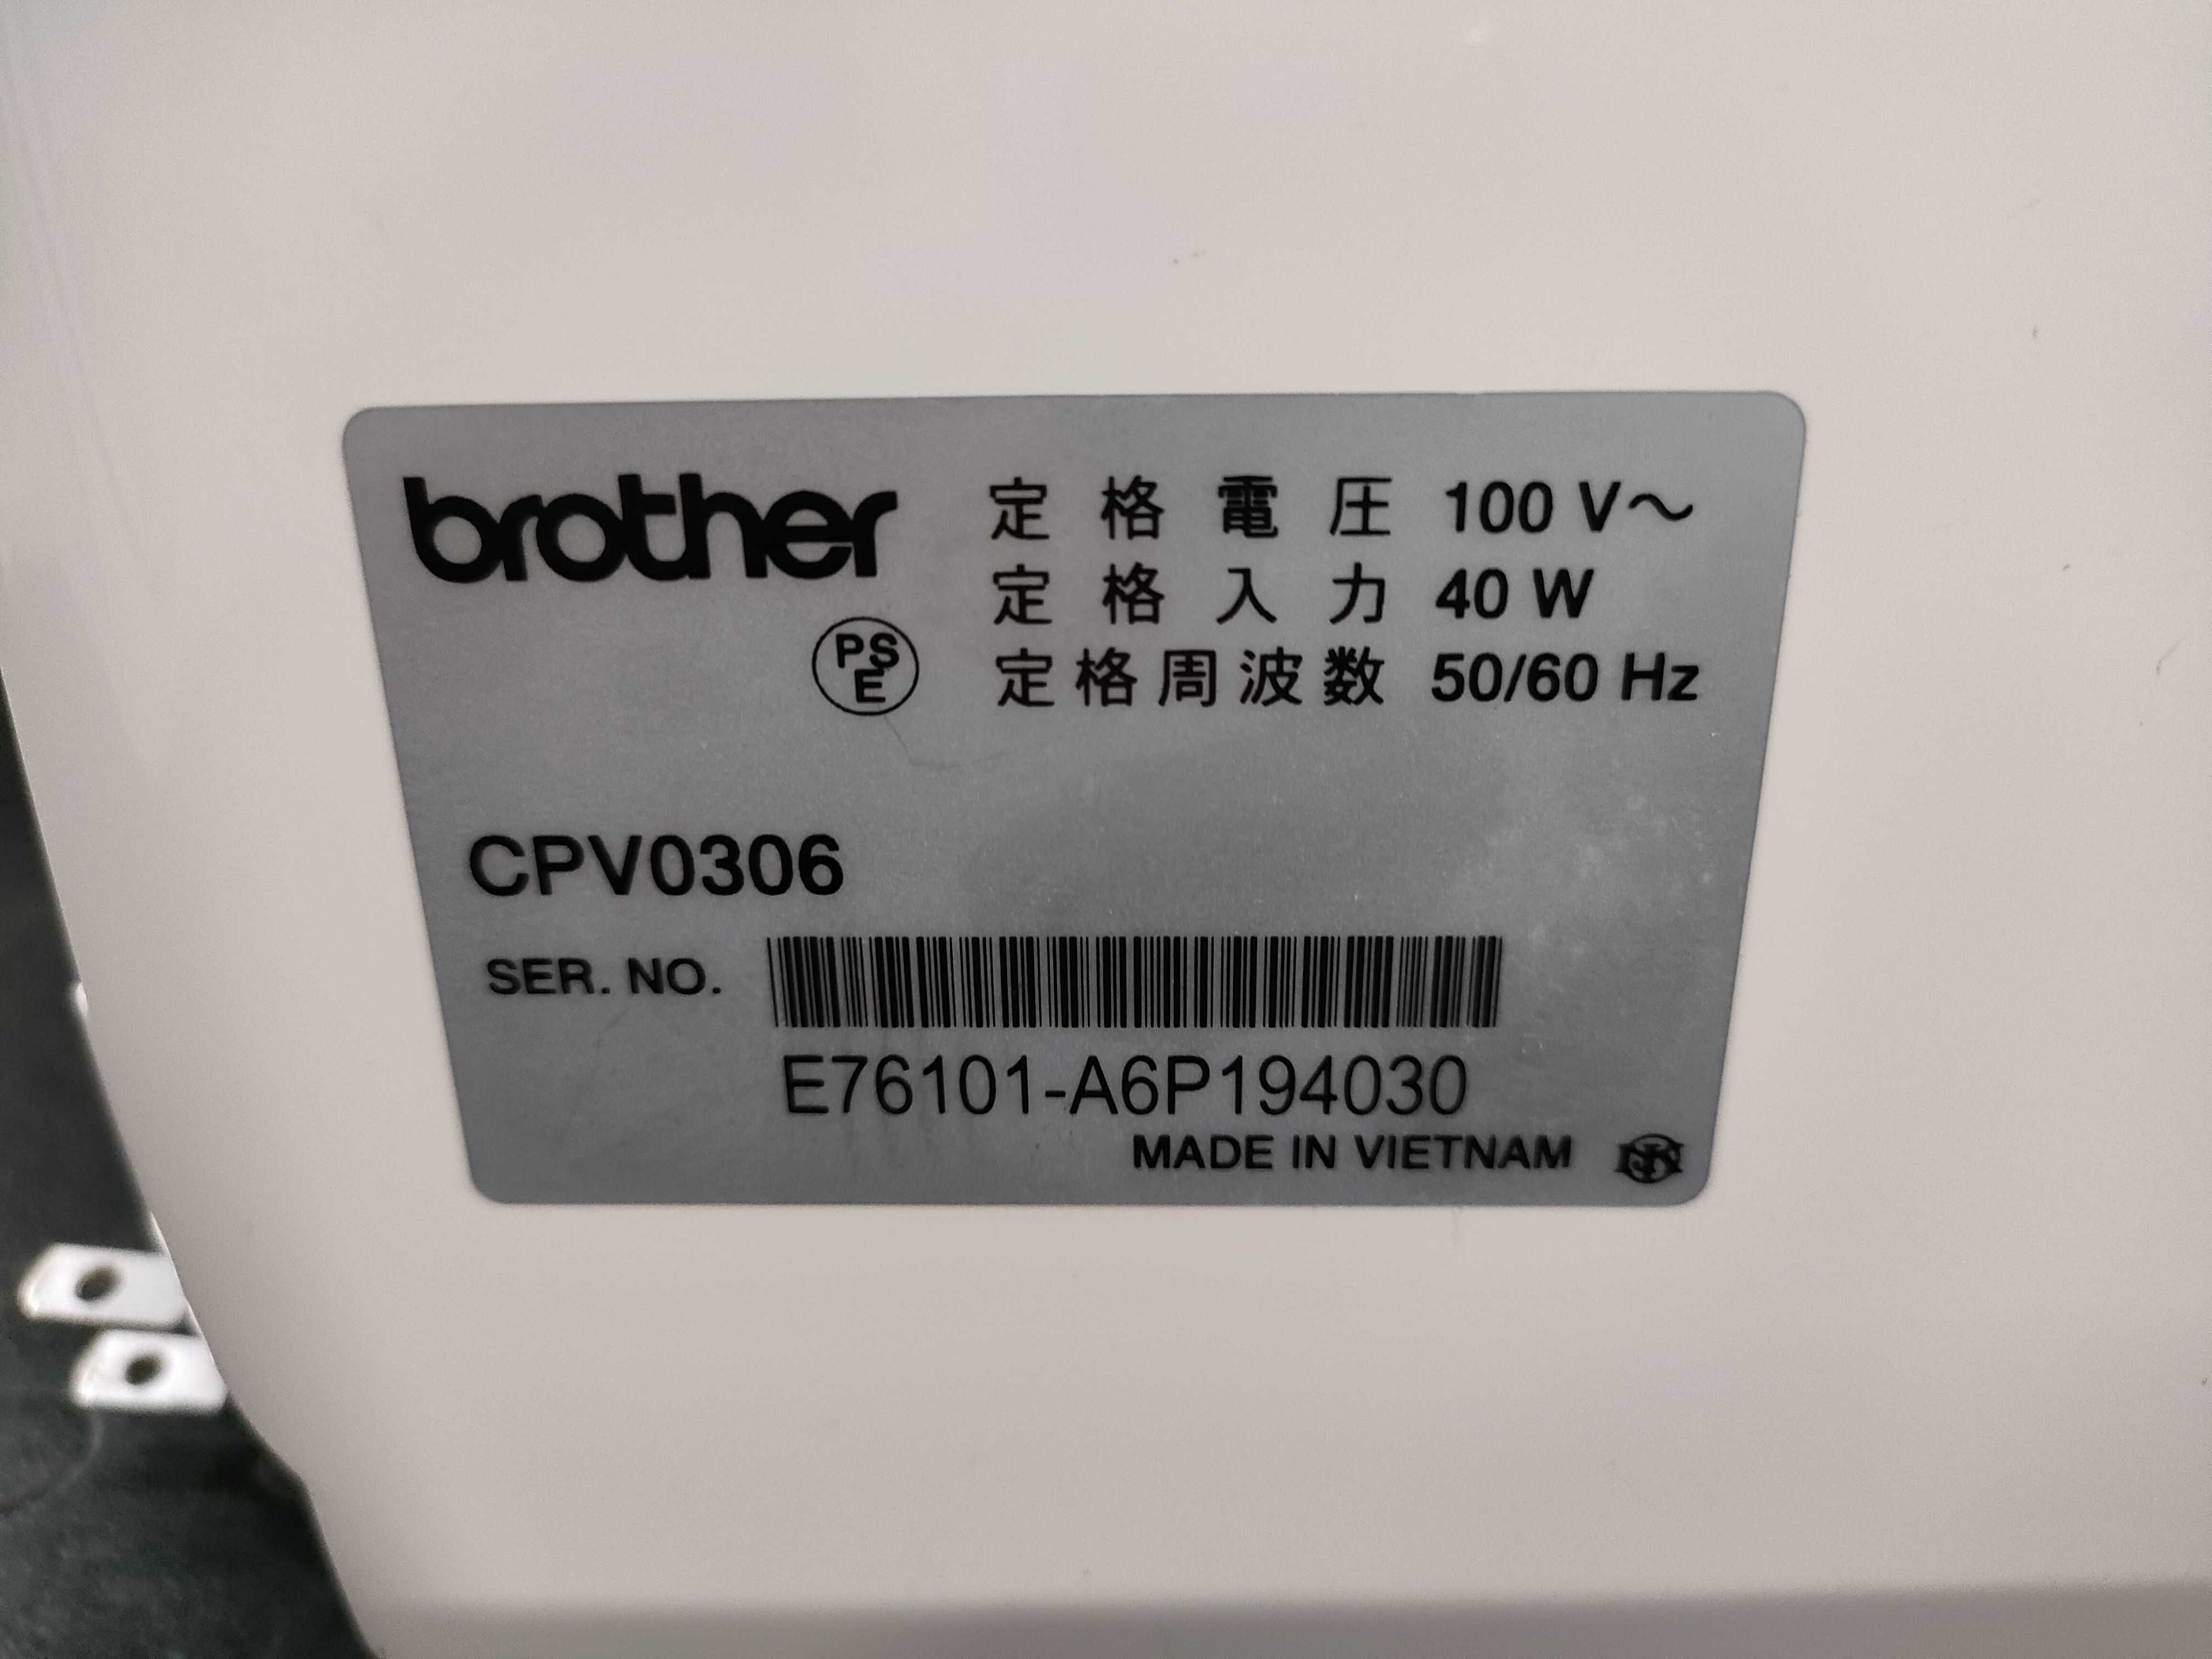 brother
定格電圧 100 V～
定格入力 40 W
PSE
定格周波数 50/60 Hz
CPV0306
SER. NO.
E76101-A6P194030
MADE IN VIETNAM